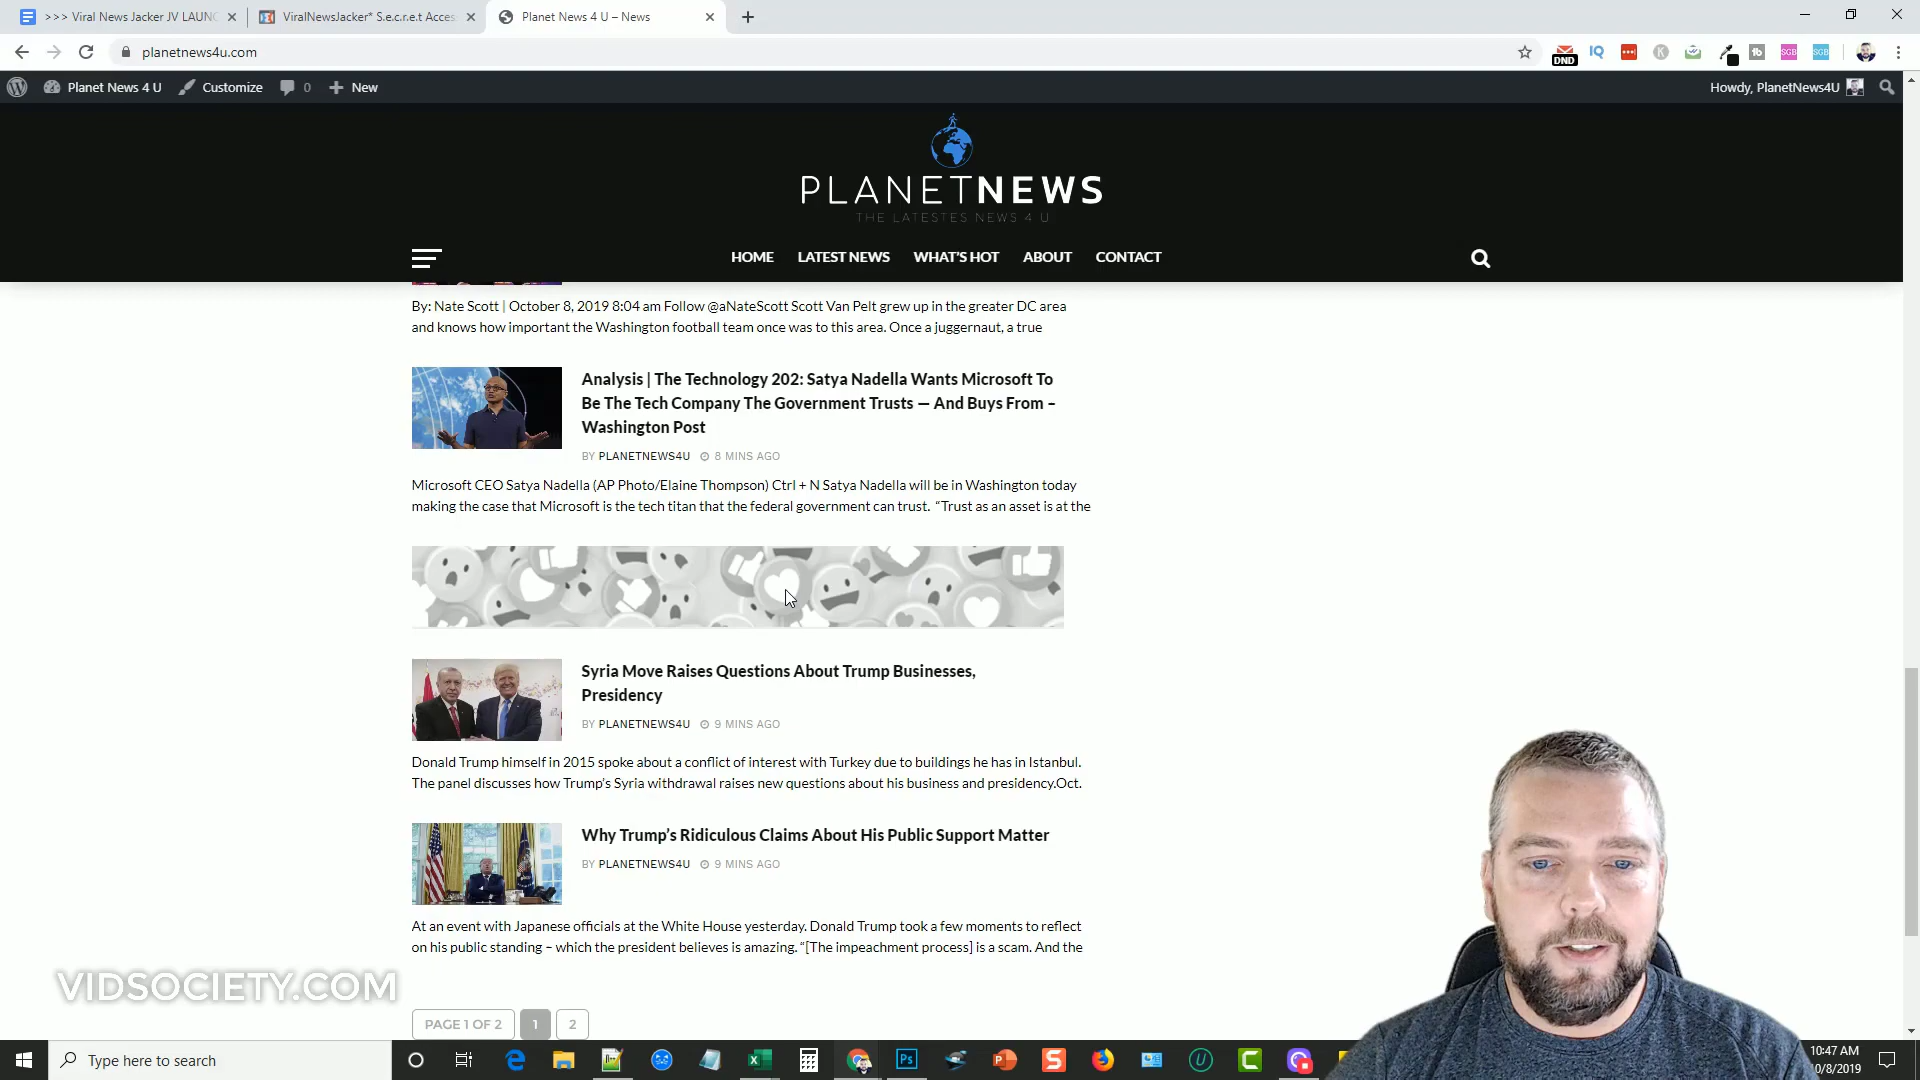 >>> Viral News Jacker JV LAUNC
ViralNewsJacker* S.e.c.r.e.t Acces
Planet News 4 U – News
planetnews4u.com
DND
IQ
K
tb
SGB
SGB
Planet News 4 U
Customize
0
New
Howdy, PlanetNews4U
PLANETNEWS
THE LATESTES NEWS 4 U
HOME
LATEST NEWS
WHAT'S HOT
ABOUT
CONTACT
By: Nate Scott | October 8, 2019 8:04 am Follow @aNateScott Scott Van Pelt grew up in the greater DC area
and knows how important the Washington football team once was to this area. Once a juggernaut, a true
Analysis | The Technology 202: Satya Nadella Wants Microsoft To
Be The Tech Company The Government Trusts — And Buys From –
Washington Post
BY PLANETNEWS4U 8 MINS AGO
Microsoft CEO Satya Nadella (AP Photo/Elaine Thompson) Ctrl + N Satya Nadella will be in Washington today
making the case that Microsoft is the tech titan that the federal government can trust. “Trust as an asset is at the
Syria Move Raises Questions About Trump Businesses,
Presidency
BY PLANETNEWS4U 9 MINS AGO
Donald Trump himself in 2015 spoke about a conflict of interest with Turkey due to buildings he has in Istanbul.
The panel discusses how Trump's Syria withdrawal raises new questions about his business and presidency.Oct.
Why Trump's Ridiculous Claims About His Public Support Matter
BY PLANETNEWS4U 9 MINS AGO
At an event with Japanese officials at the White House yesterday. Donald Trump took a few moments to reflect
on his public standing – which the president believes is amazing. “[The impeachment process] is a scam. And the
VIDSOCIETY.COM
PAGE 1 OF 2
1
2
Type here to search
Ps
10:47 AM
0/8/2019